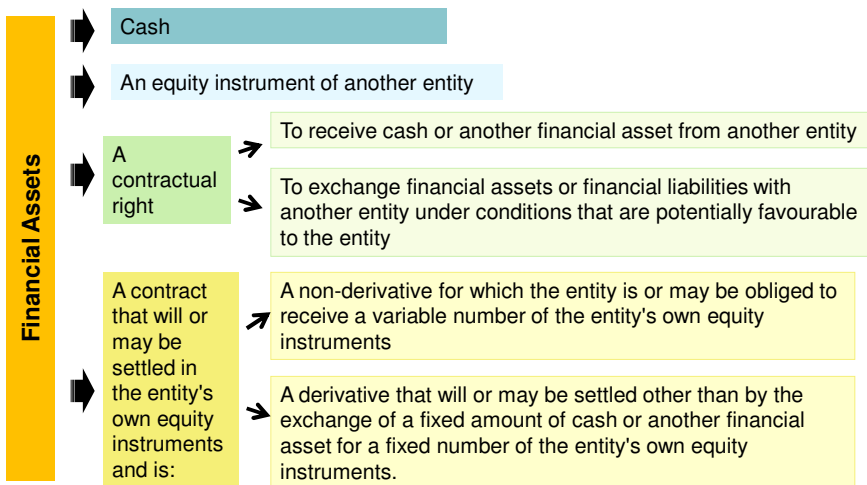 Financial Assets
Cash
An equity instrument of another entity
A
contractual
right
To receive cash or another financial asset from another entity
To exchange financial assets or financial liabilities with
another entity under conditions that are potentially favourable
to the entity
A contract
that will or
may be
settled in
the entity's
own equity
instruments
and is:
A non-derivative for which the entity is or may be obliged to
receive a variable number of the entity's own equity
instruments
A derivative that will or may be settled other than by the
exchange of a fixed amount of cash or another financial
asset for a fixed number of the entity's own equity
instruments.